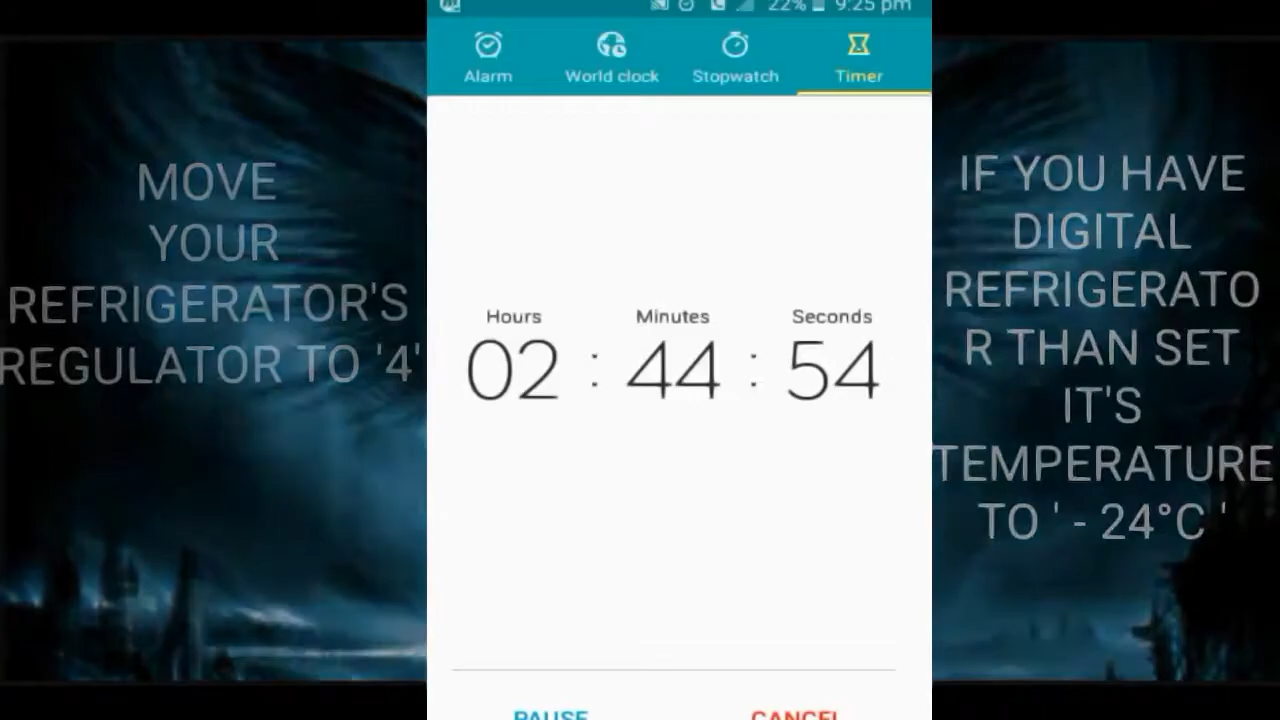 22% 9:25 pm
Alarm World clock Stopwatch Timer
MOVE
YOUR
REFRIGERATOR'S
REGULATOR TO '4'
Hours Minutes Seconds
02 : 44 : 54
PAUSE CANCEL
IF YOU HAVE
DIGITAL
REFRIGERATO
R THAN SET
IT'S
TEMPERATURE
TO ' - 24°C '